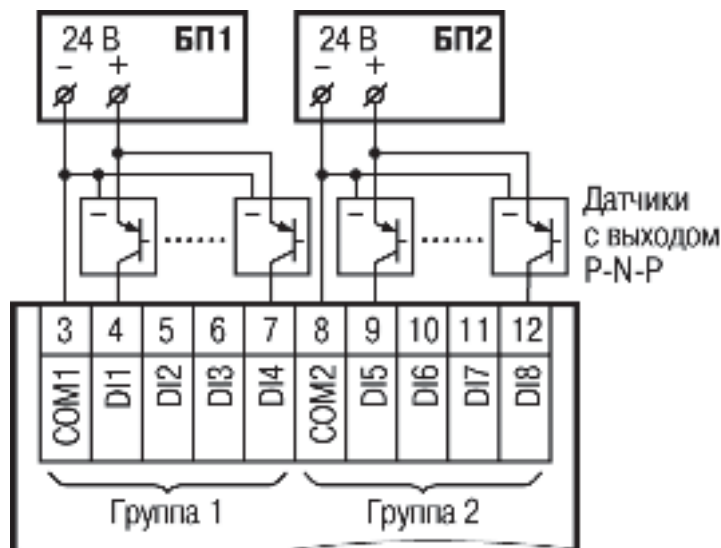 24 В БП1
24 В БП2
- +
- +
-
-
-
-
Датчики
с выходом
P-N-P
3 4 5 6 7 8 9 10 11 12
COM1 DI1 DI2 DI3 DI4 COM2 DI5 DI6 DI7 DI8
Группа 1
Группа 2